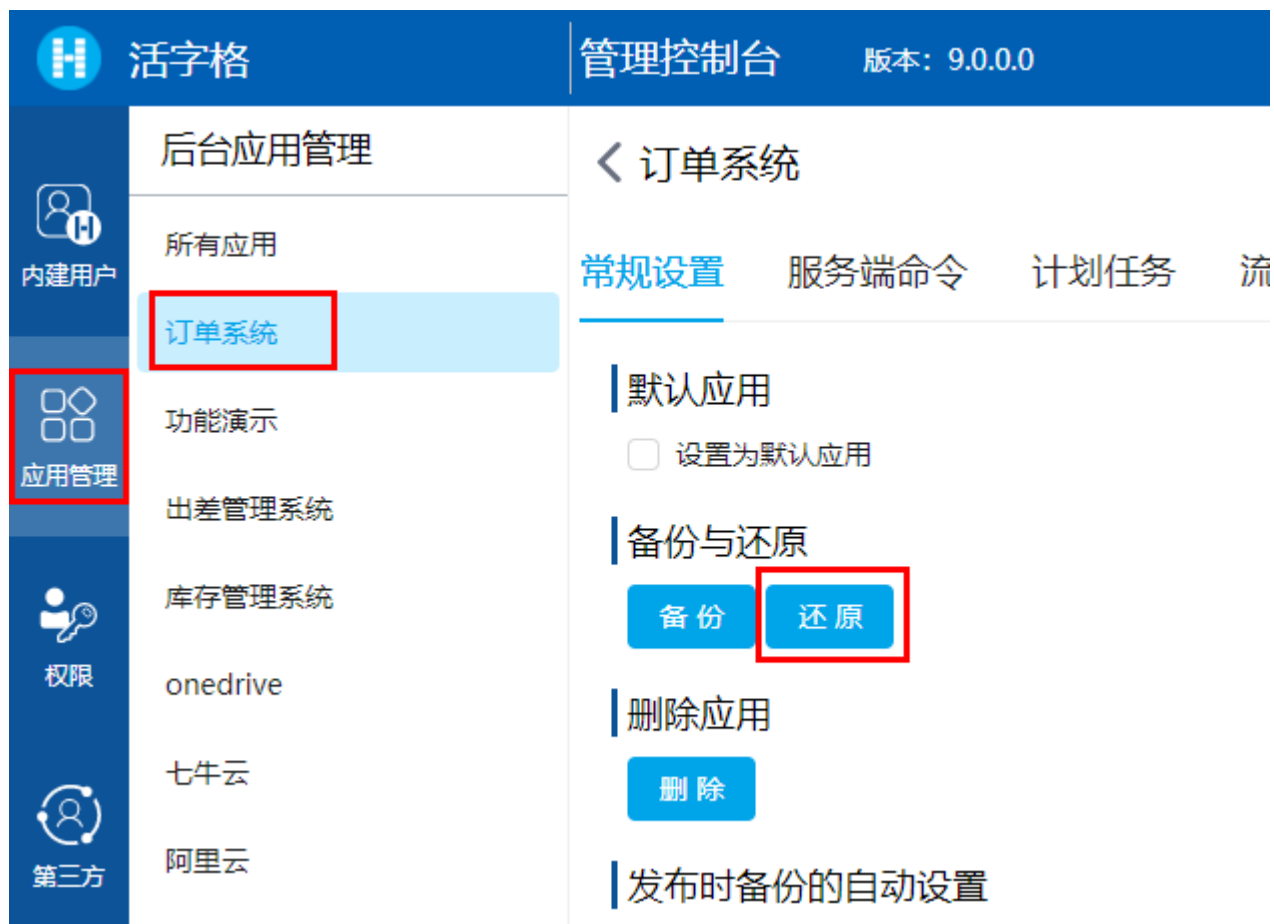 活字格
管理控制台 版本：9.0.0.0
内建用户
应用管理
权限
第三方
后台应用管理
所有应用
订单系统
功能演示
出差管理系统
库存管理系统
onedrive
七牛云
阿里云
订单系统
常规设置 服务端命令 计划任务 流
默认应用
设置为默认应用
备份与还原
备份 还原
删除应用
删除
发布时备份的自动设置